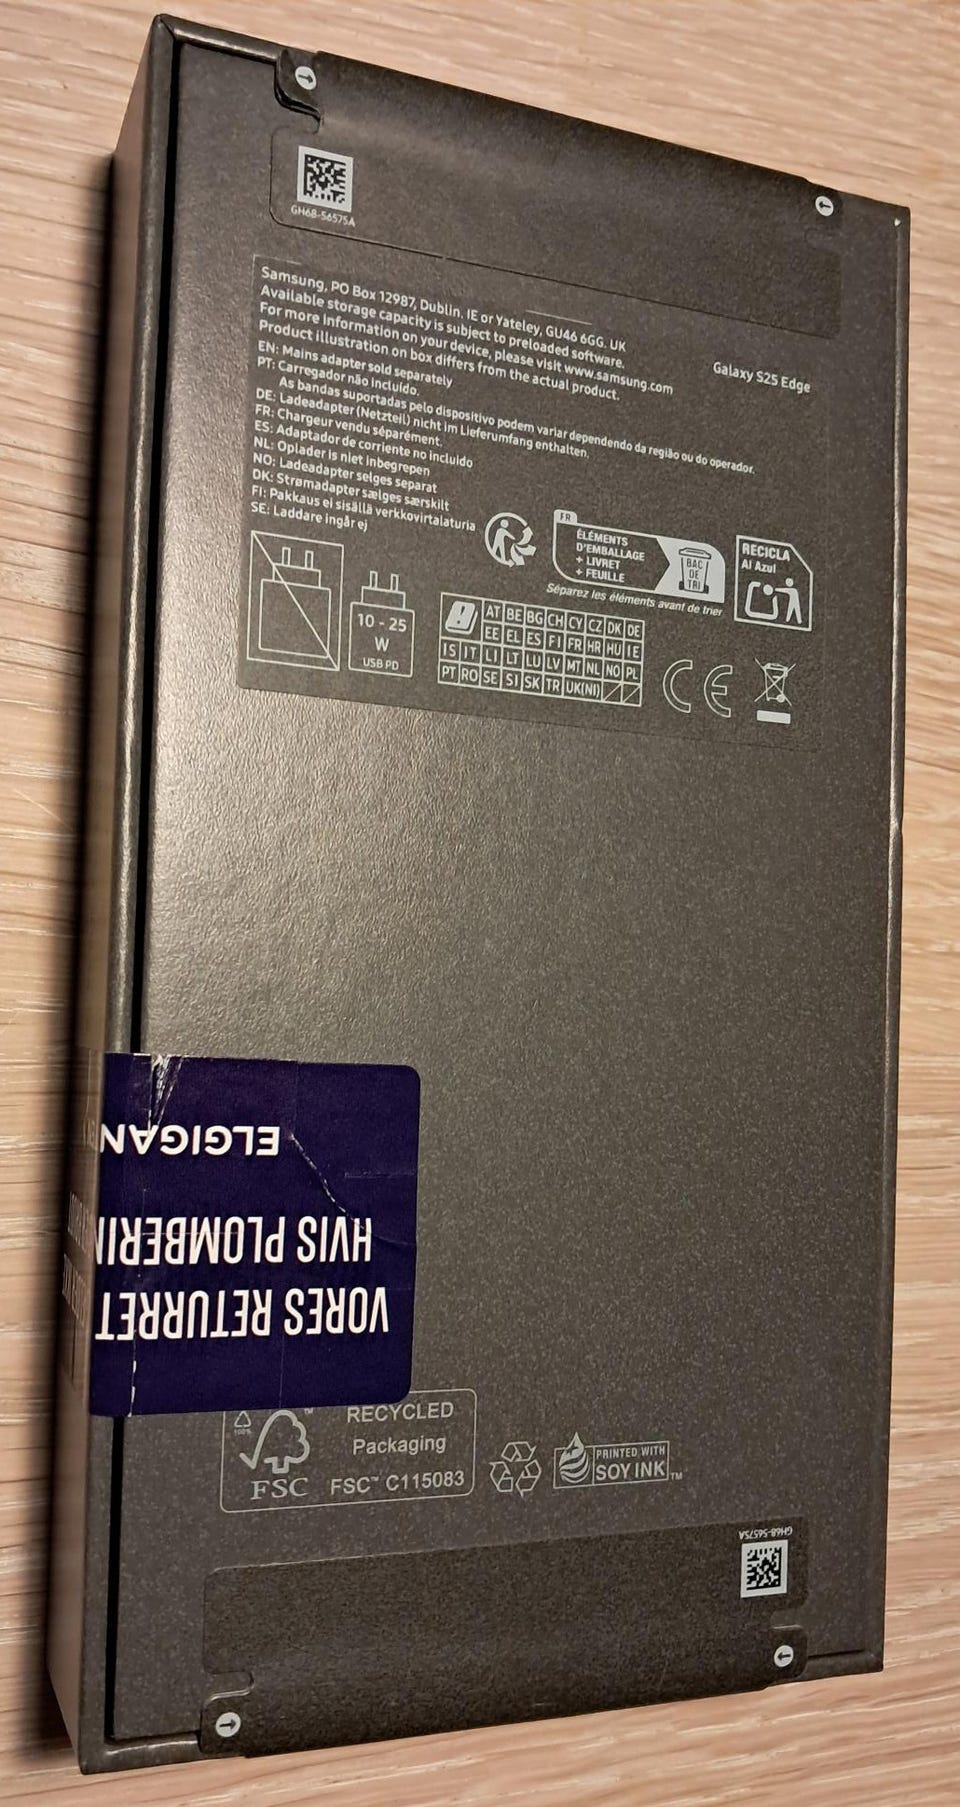 GH68-56575A
Samsung, PO Box 12987, Dublin. IE or Yateley, GU46 6GG. UK
Available storage capacity is subject to preloaded software.
For more information on your device, please visit www.samsung.com
Product illustration on box differs from the actual product.
Galaxy S25 Edge
EN: Mains adapter sold separately
PT: Carregador não incluído.
As bandas suportadas pelo dispositivo podem variar dependendo da região ou do operador.
DE: Ladeadapter (Netzteil) nicht im Lieferumfang enthalten.
FR: Chargeur vendu séparément.
ES: Adaptador de corriente no incluido
NL: Oplader is niet inbegrepen
NO: Ladeadapter selges separat
DK: Strømadapter sælges særskilt
FI: Pakkaus ei sisällä verkkovirtalaturia
SE: Laddare ingår ej
FR
ÉLÉMENTS
D'EMBALLAGE
+ LIVRET
+ FEUILLE
BAC
DE
TRI
Séparez les éléments avant de trier
RECICLA
Al Azul
10 - 25
W
USB PD
AT BE BG CH CY CZ DK DE
EE EL ES FI FR HR HU IE
IS IT LI LT LU LV MT NL NO PL
PT RO SE SI SK TR UK(NI)
CE
ELGIGAN
HVIS PLOMBERIN
VORES RETURRET
100%
RECYCLED
Packaging
FSC™ C115083
FSC
PRINTED WITH
SOY INK™
GH68-56575A